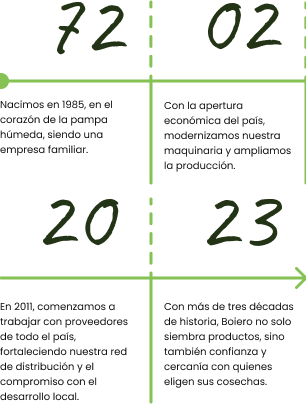 72
02
Nacimos en 1985, en el
corazón de la pampa
húmeda, siendo una
empresa familiar.
Con la apertura
económica del país,
modernizamos nuestra
maquinaria y ampliamos
la producción.
20
23
En 2011, comenzamos a
trabajar con proveedores
de todo el país,
fortaleciendo nuestra red
de distribución y el
compromiso con el
desarrollo local.
Con más de tres décadas
de historia, Boiero no solo
siembra productos, sino
también confianza y
cercanía con quienes
eligen sus cosechas.